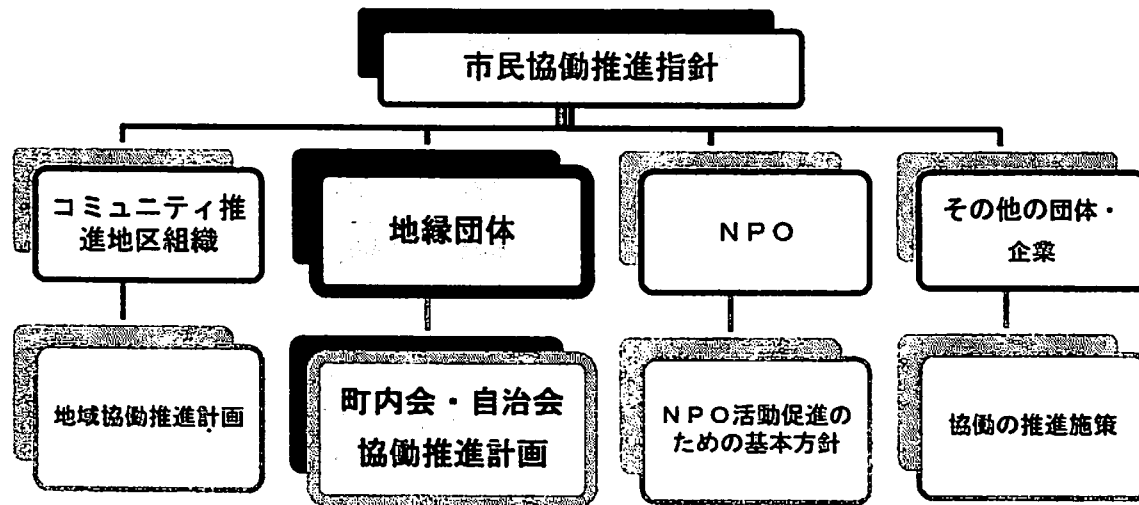 市民協働推進指針
コミュニティ推
進地区組織
地縁団体
NPO
その他の団体・
企業
地域協働推進計画
町内会・自治会
協働推進計画
NPO活動促進の
ための基本方針
協働の推進施策